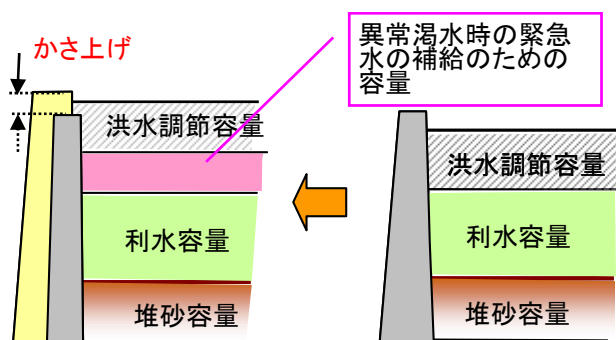 かさ上げ
異常渇水時の緊急
水の補給のための
容量
洪水調節容量
利水容量
堆砂容量
洪水調節容量
利水容量
堆砂容量